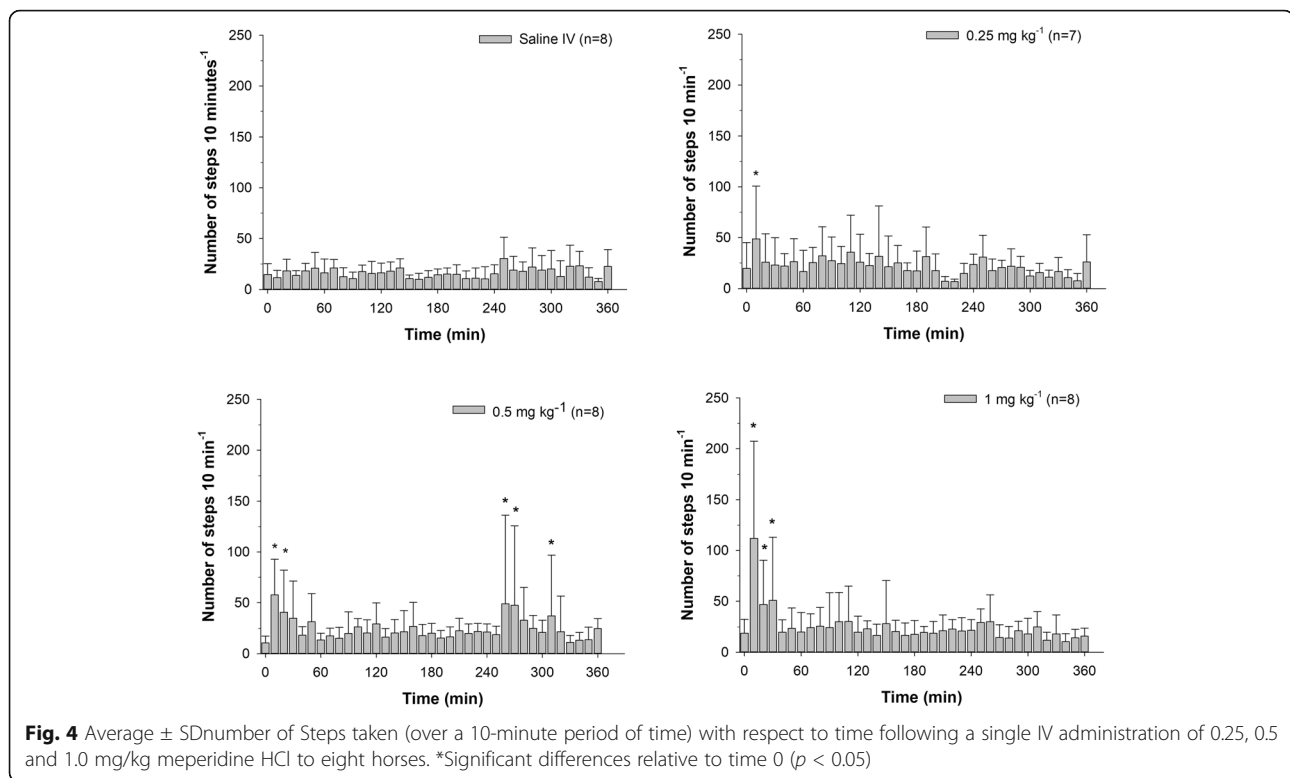 Saline IV (n=8)
Number of steps 10 minutes⁻¹
250
200
150
100
50
0
0 60 120 180 240 300 360
Time (min)
0.25 mg kg⁻¹ (n=7)
Number of steps 10 min⁻¹
250
200
150
100
50
0
*
0 60 120 180 240 300 360
Time (min)
0.5 mg kg⁻¹ (n=8)
Number of steps 10 min⁻¹
250
200
150
100
50
0
* * * * *
0 60 120 180 240 300 360
Time (min)
1 mg kg⁻¹ (n=8)
Number of steps 10 min⁻¹
250
200
150
100
50
0
* * *
0 60 120 180 240 300 360
Time (min)
Fig. 4 Average ± SDnumber of Steps taken (over a 10-minute period of time) with respect to time following a single IV administration of 0.25, 0.5
and 1.0 mg/kg meperidine HCl to eight horses. *Significant differences relative to time 0 (p < 0.05)